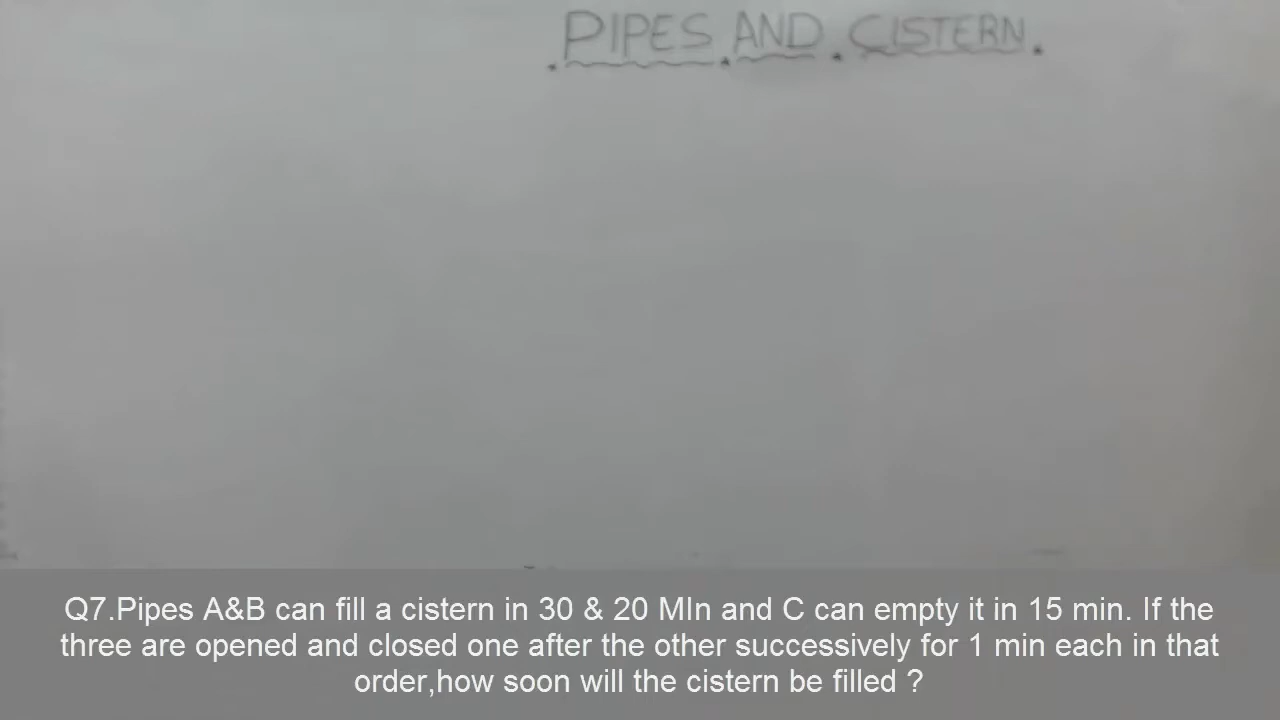 PIPES AND CISTERN.
Q7.Pipes A&B can fill a cistern in 30 & 20 MIn and C can empty it in 15 min. If the
three are opened and closed one after the other successively for 1 min each in that
order,how soon will the cistern be filled ?